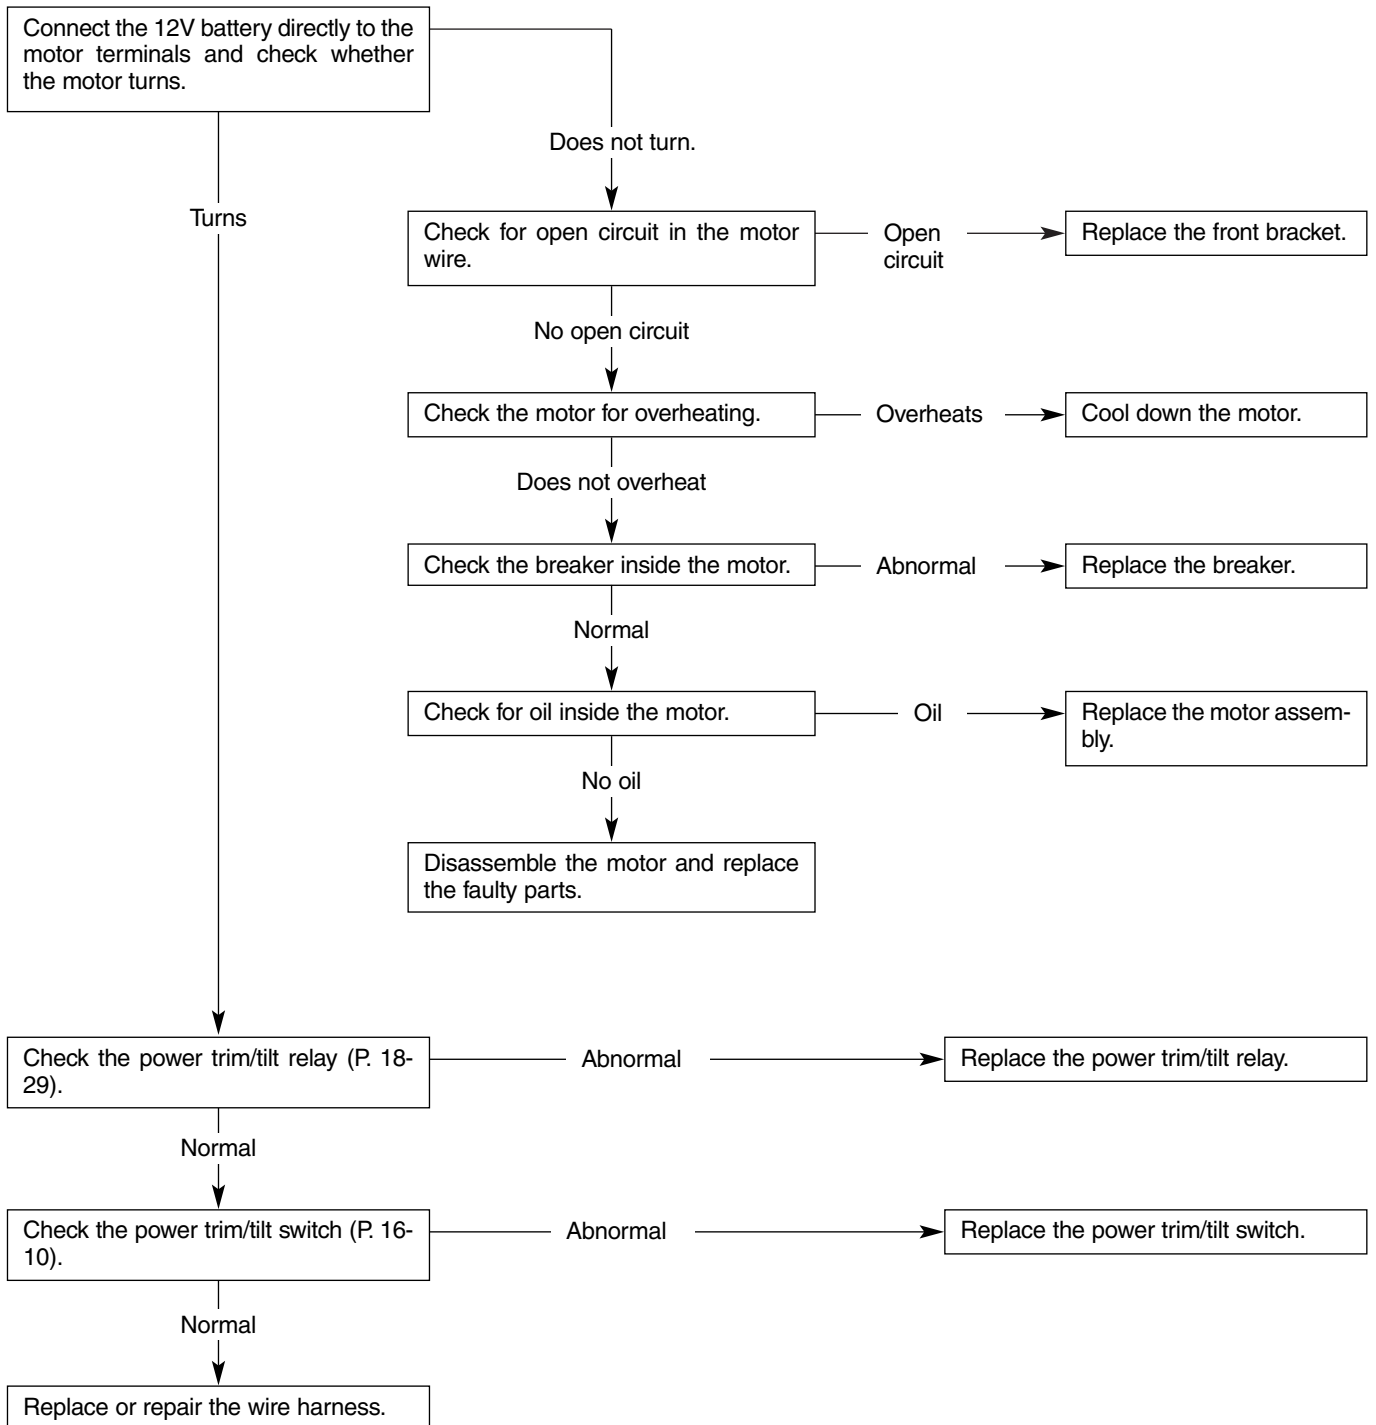 Connect the 12V battery directly to the
motor terminals and check whether
the motor turns.
Does not turn.
Turns
Check for open circuit in the motor
wire.
Open
circuit
Replace the front bracket.
No open circuit
Check the motor for overheating.
Overheats
Cool down the motor.
Does not overheat
Check the breaker inside the motor.
Abnormal
Replace the breaker.
Normal
Check for oil inside the motor.
Oil
Replace the motor assem-
bly.
No oil
Disassemble the motor and replace
the faulty parts.
Check the power trim/tilt relay (P. 18-
29).
Abnormal
Replace the power trim/tilt relay.
Normal
Check the power trim/tilt switch (P. 16-
10).
Abnormal
Replace the power trim/tilt switch.
Normal
Replace or repair the wire harness.